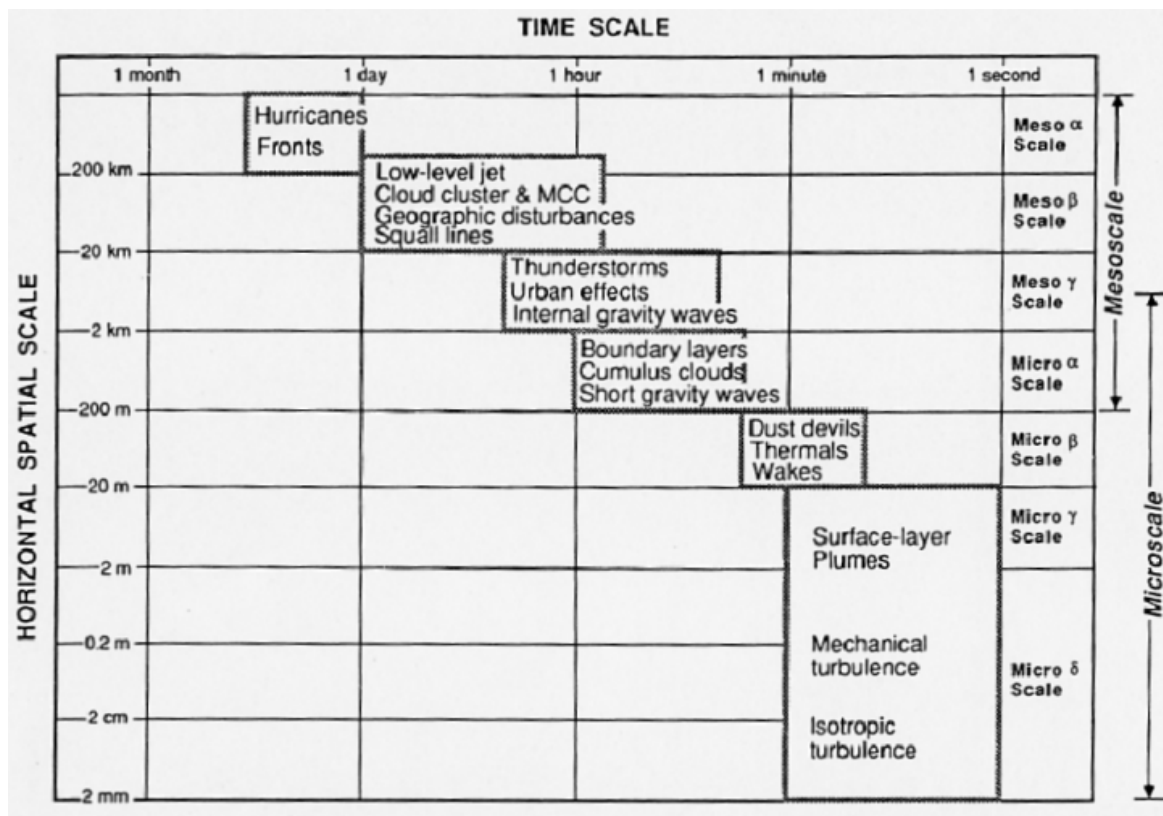 TIME SCALE
1 month 1 day 1 hour 1 minute 1 second
HORIZONTAL SPATIAL SCALE
Hurricanes
Fronts
Meso α
Scale
200 km
Low-level jet
Cloud cluster & MCC
Geographic disturbances
Squall lines
Meso β
Scale
20 km
Thunderstorms
Urban effects
Internal gravity waves
Meso γ
Scale
2 km
Boundary layers
Cumulus clouds
Short gravity waves
Micro α
Scale
200 m
Dust devils
Thermals
Wakes
Micro β
Scale
20 m
Surface-layer
Plumes
Micro γ
Scale
2 m
0.2 m
Mechanical
turbulence
Micro δ
Scale
2 cm
Isotropic
turbulence
2 mm
Mesoscale
Microscale